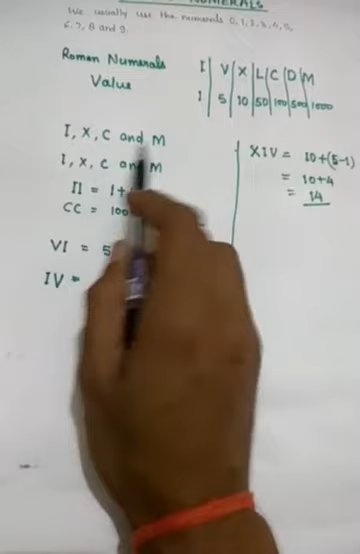 NUMERALS
We usually use the numerals 0, 1, 2, 3, 4, 5,
6, 7, 8 and 9.
Roman Numerals I V X L C D M
Value 1 5 10 50 100 500 1000
I, X, C and M
I, X, C and M
II = 1+
CC = 100
VI = 5
IV =
XIV = 10+(5-1)
= 10+4
= 14